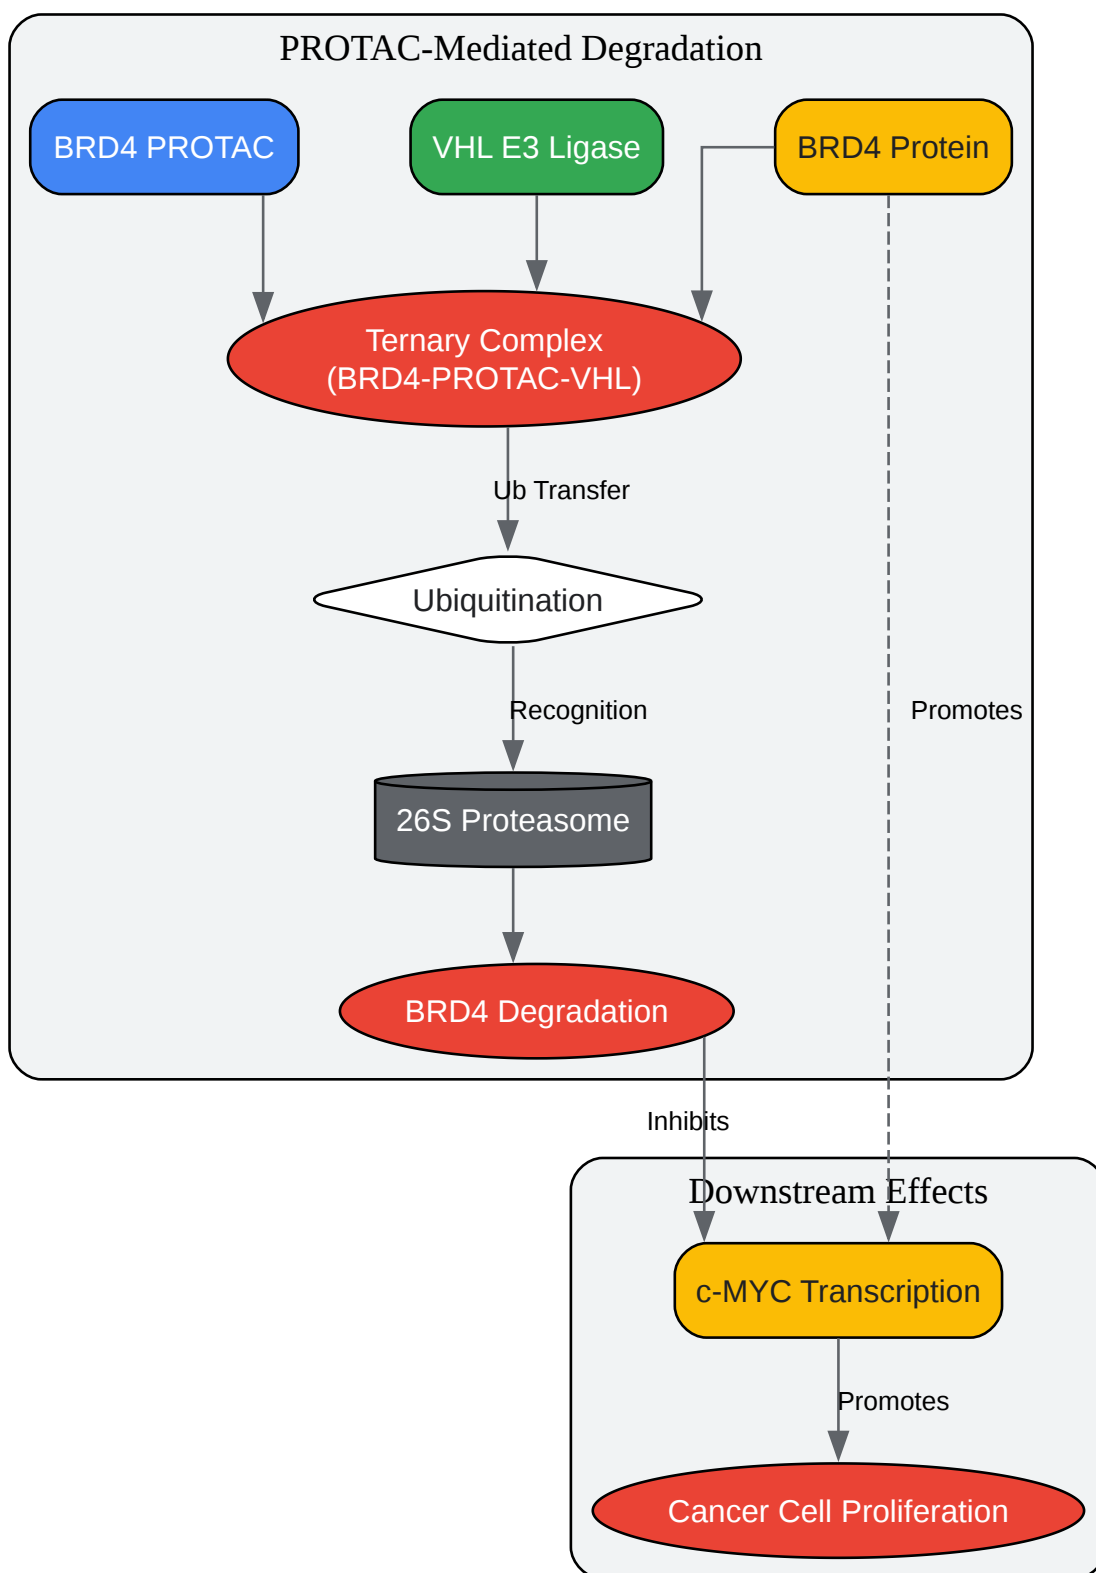 PROTAC-Mediated Degradation
BRD4 PROTAC
VHL E3 Ligase
BRD4 Protein
Ternary Complex
(BRD4-PROTAC-VHL)
Ub Transfer
Ubiquitination
Recognition
Promotes
26S Proteasome
BRD4 Degradation
Inhibits
Downstream Effects
c-MYC Transcription
Promotes
Cancer Cell Proliferation